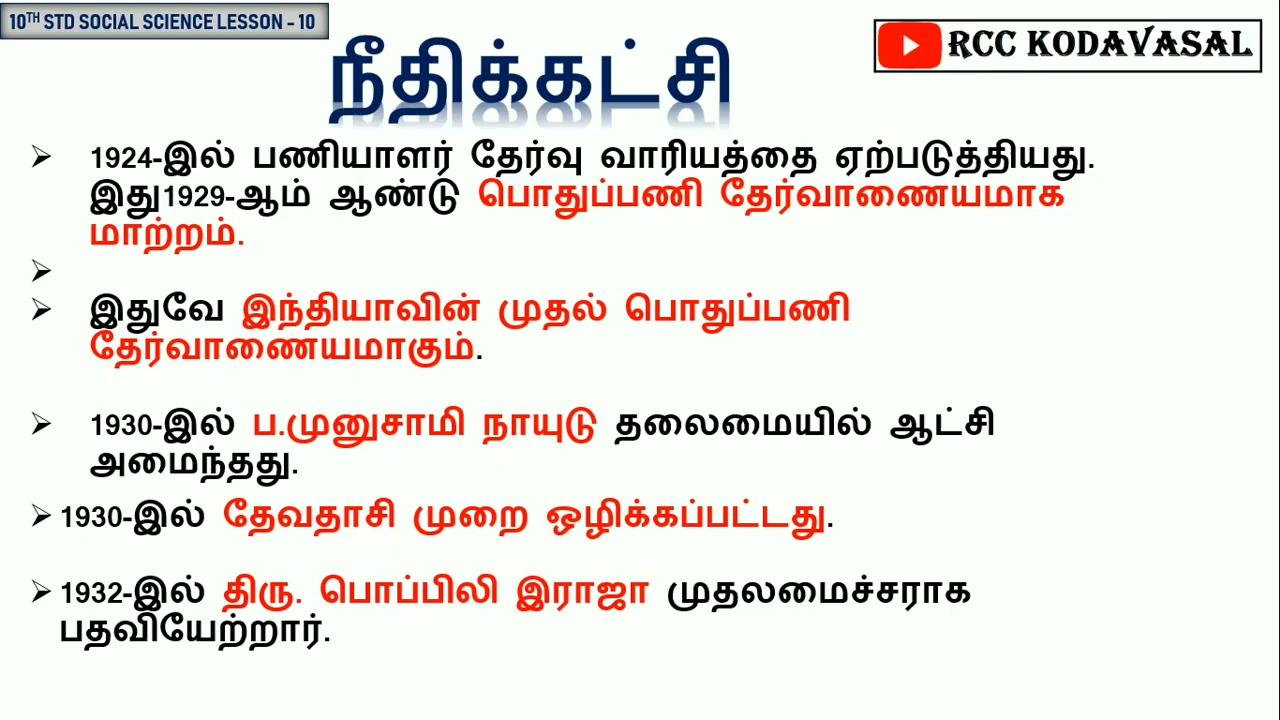 10TH STD SOCIAL SCIENCE LESSON - 10
RCC KODAVASAL
நீதிக்கட்சி
1924-இல் பணியாளர் தேர்வு வாரியத்தை ஏற்படுத்தியது.
இது1929-ஆம் ஆண்டு பொதுப்பணி தேர்வாணையமாக
மாற்றம்.
இதுவே இந்தியாவின் முதல் பொதுப்பணி
தேர்வாணையமாகும்.
1930-இல் ப.முனுசாமி நாயுடு தலைமையில் ஆட்சி
அமைந்தது.
1930-இல் தேவதாசி முறை ஒழிக்கப்பட்டது.
1932-இல் திரு. பொப்பிலி இராஜா முதலமைச்சராக
பதவியேற்றார்.